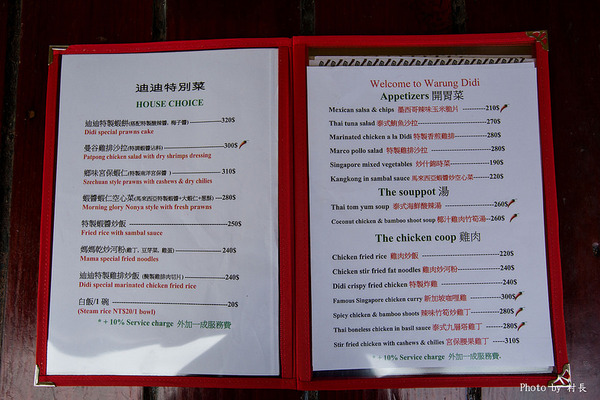 迪迪特別菜
HOUSE CHOICE
迪迪特製蝦餅(搭配特製酸辣醬, 梅子醬) 320$
Didi special prawns cake
曼谷雞排沙拉(特調蝦醬沾料) 300$
Patpong chicken salad with dry shrimps dressing
鄉味宮保蝦仁(特製南洋宮保醬) 310$
Szechuan style prawns with cashews & dry chilies
蝦醬蝦仁空心菜(馬來西亞蝦醬+大蝦仁+蔥酥) ---280$
Morning glory Nonya style with fresh prawns
特製蝦醬炒飯 250$
Fried rice with sambal sauce
媽媽乾炒河粉(雞丁, 豆芽菜, 雞蛋) 240$
Mama special fried noodles
迪迪特製雞排炒飯 (醃製雞排肉切片) 240$
Didi special marinated chicken fried rice
白飯/1 碗 20$
(Steam rice NT$20/1 bowl)
* + 10% Service charge 外加一成服務費
Welcome to Warung Didi
Appetizers 開胃菜
Mexican salsa & chips 墨西哥辣味玉米脆片 210$
Thai tuna salad 泰式鮪魚沙拉 270$
Marinated chicken a la Didi 特製香煎雞排 280$
Marco pollo salad 特製雞排沙拉 280$
Singapore mixed vegetables 炒什錦時菜 190$
Kangkong in sambal sauce 馬來西亞蝦醬炒空心菜 220$
The souppot 湯
Thai tom yum soup 泰式海鮮酸辣湯 260$
Coconut chicken & bamboo shoot soup 椰汁雞肉竹筍湯--260$
The chicken coop 雞肉
Chicken fried rice 雞肉炒飯 220$
Chicken stir fried fat noodles 雞肉炒河粉 240$
Didi crispy fried chicken 特製炸雞 240$
Famous Singapore chicken curry 新加坡咖哩雞 300$
Spicy chicken & bamboo shoots 辣味竹筍炒雞丁 280$
Thai boneless chicken in basil sauce 泰式九層塔雞丁 280$
Stir fried chicken with cashews & chilies 宮保腰果雞丁 310$
* + 10% Service charge 外加一成服務費.
Photo by 村長